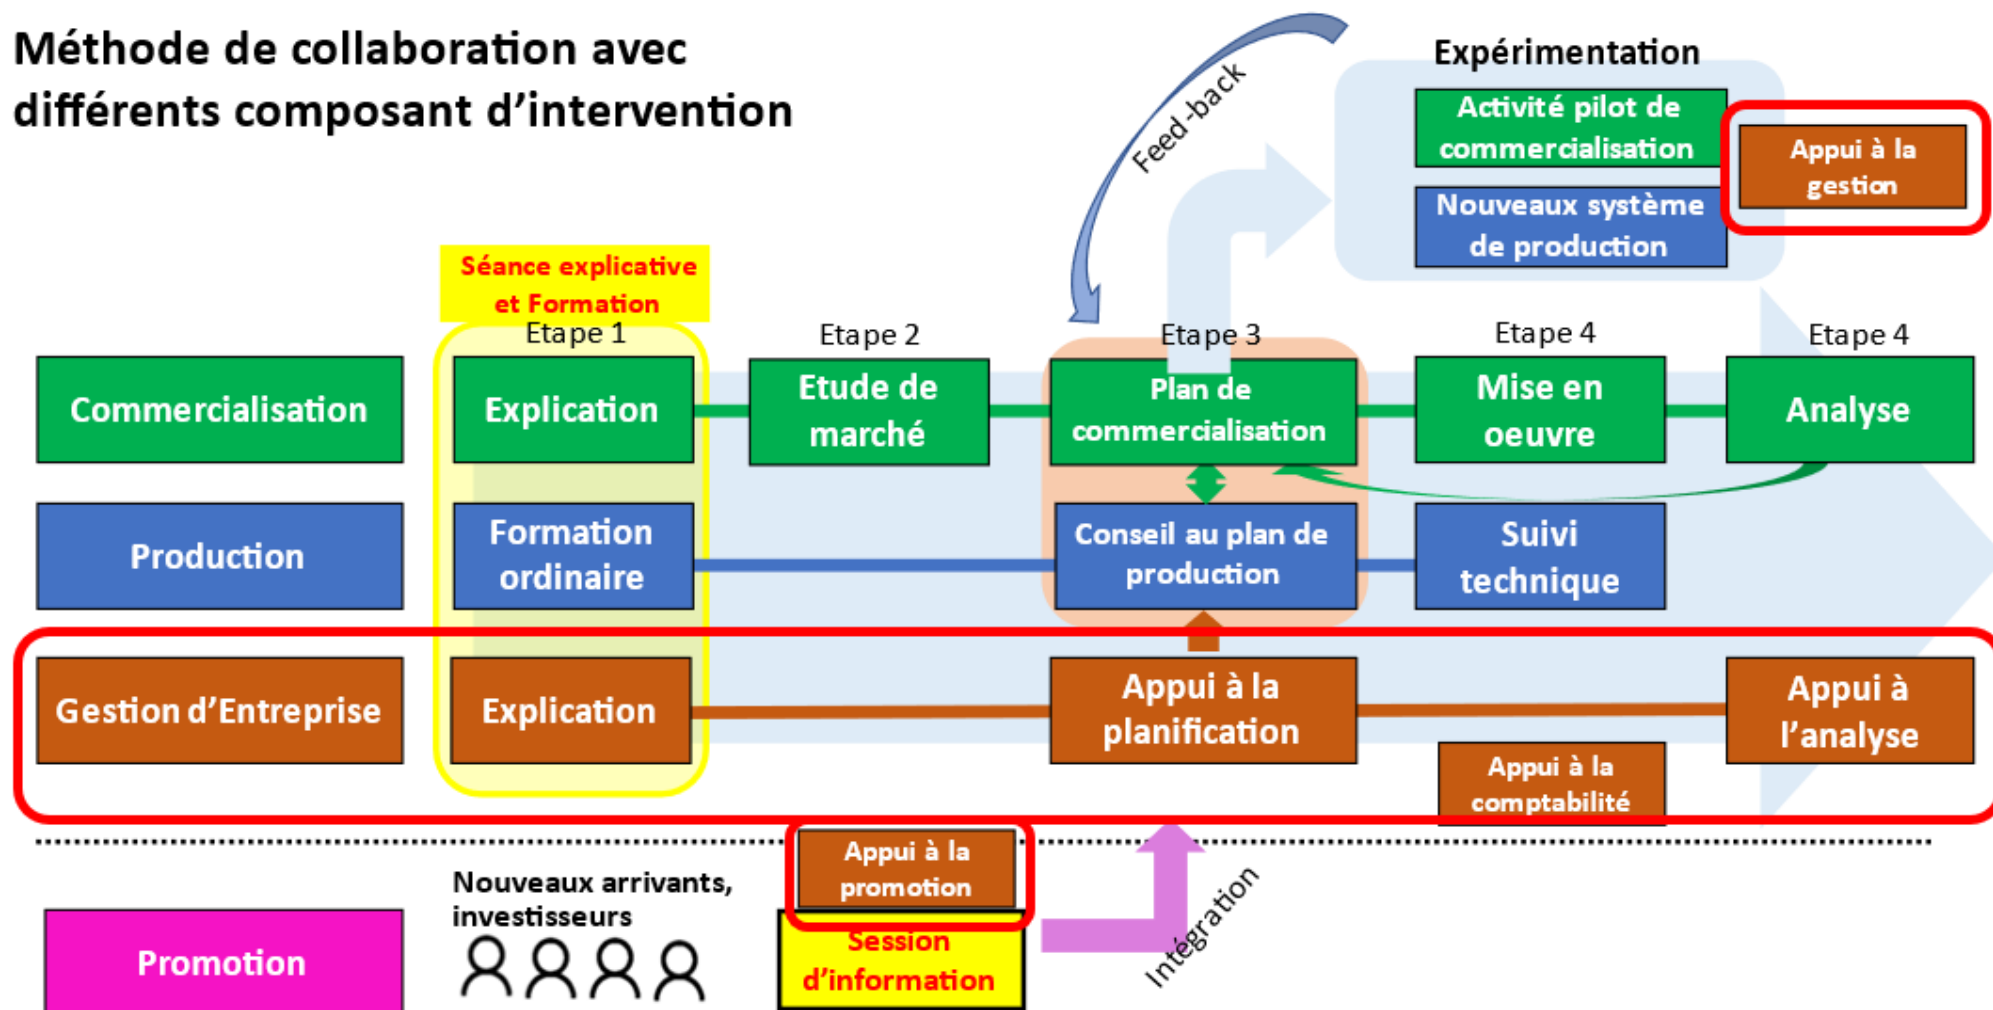 Méthode de collaboration avec
différents composant d'intervention
Feed-back
Expérimentation
Activité pilot de
commercialisation
Appui à la
gestion
Nouveaux système
de production
Séance explicative
et Formation
Etape 1
Etape 2
Etape 3
Etape 4
Etape 4
Commercialisation
Explication
Etude de
marché
Plan de
commercialisation
Mise en
oeuvre
Analyse
Production
Formation
ordinaire
Conseil au plan de
production
Suivi
technique
Gestion d'Entreprise
Explication
Appui à la
planification
Appui à
l'analyse
Appui à la
comptabilité
Appui à la
promotion
Nouveaux arrivants,
investisseurs
Promotion
Session
d'information
Intégration